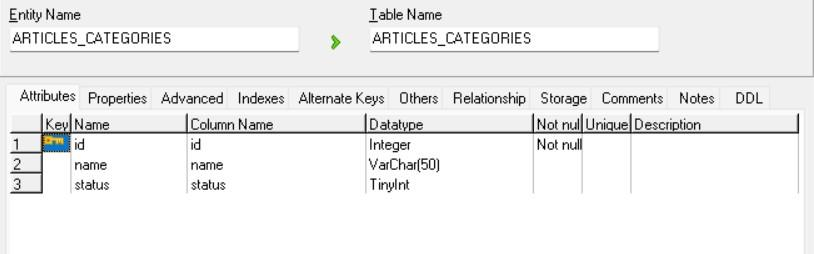 Entity Name Table Name
ARTICLES_CATEGORIES ARTICLES_CATEGORIES
Attributes Properties Advanced Indexes Alternate Keys Others Relationship Storage Comments Notes DDL
Key Name Column Name Datatype Not nul Unique Description
1 id id Integer Not null
2 name name VarChar(50)
3 status status TinyInt